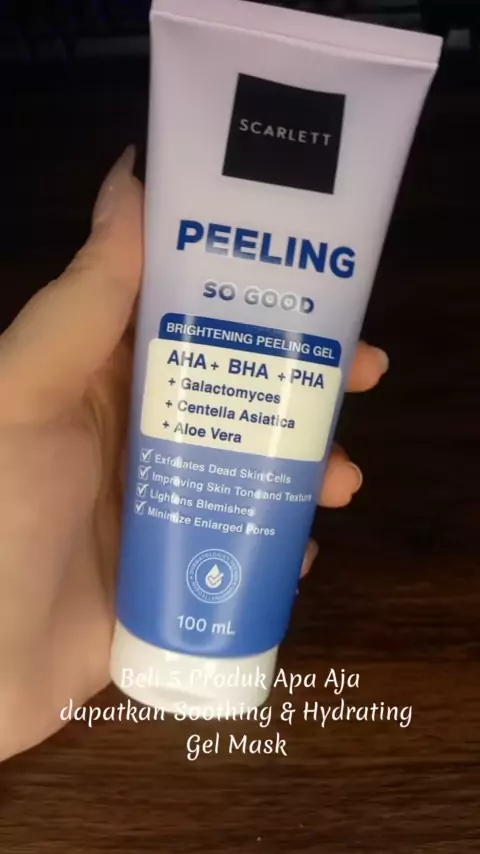 SCARLETT
PEELING
SO GOOD
BRIGHTENING PEELING GEL
AHA + BHA + PHA
+ Galactomyces
+ Centella Asiatica
+ Aloe Vera
Exfoliates Dead Skin Cells
Improving Skin Tone and Texture
Lightens Blemishes
Minimize Enlarged Pores
100 mL
Beli 5 Produk Apa Aja
dapatkan Soothing & Hydrating
Gel Mask